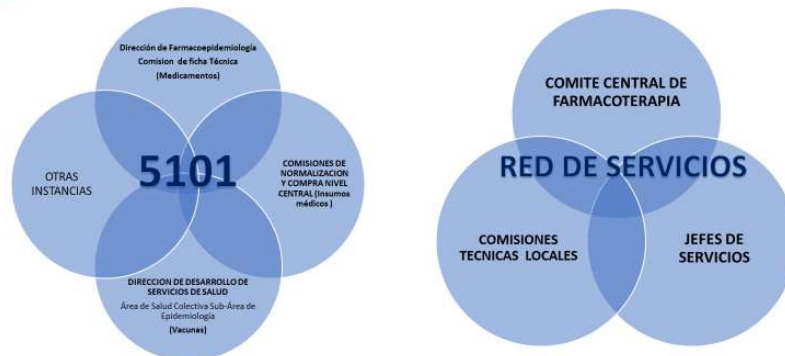 Dirección de Farmacoepidemiología
Comision de ficha Técnica
(Medicamentos)
OTRAS
INSTANCIAS
5101
COMISIONES DE
NORMALIZACION
Y COMPRA NIVEL
CENTRAL (Insumos
médicos )
DIRECCION DE DESARROLLO DE
SERVICIOS DE SALUD
Área de Salud Colectiva Sub-Área de
Epidemiología
(Vacunas)
COMITE CENTRAL DE
FARMACOTERAPIA
RED DE SERVICIOS
COMISIONES
TECNICAS LOCALES
JEFES DE
SERVICIOS